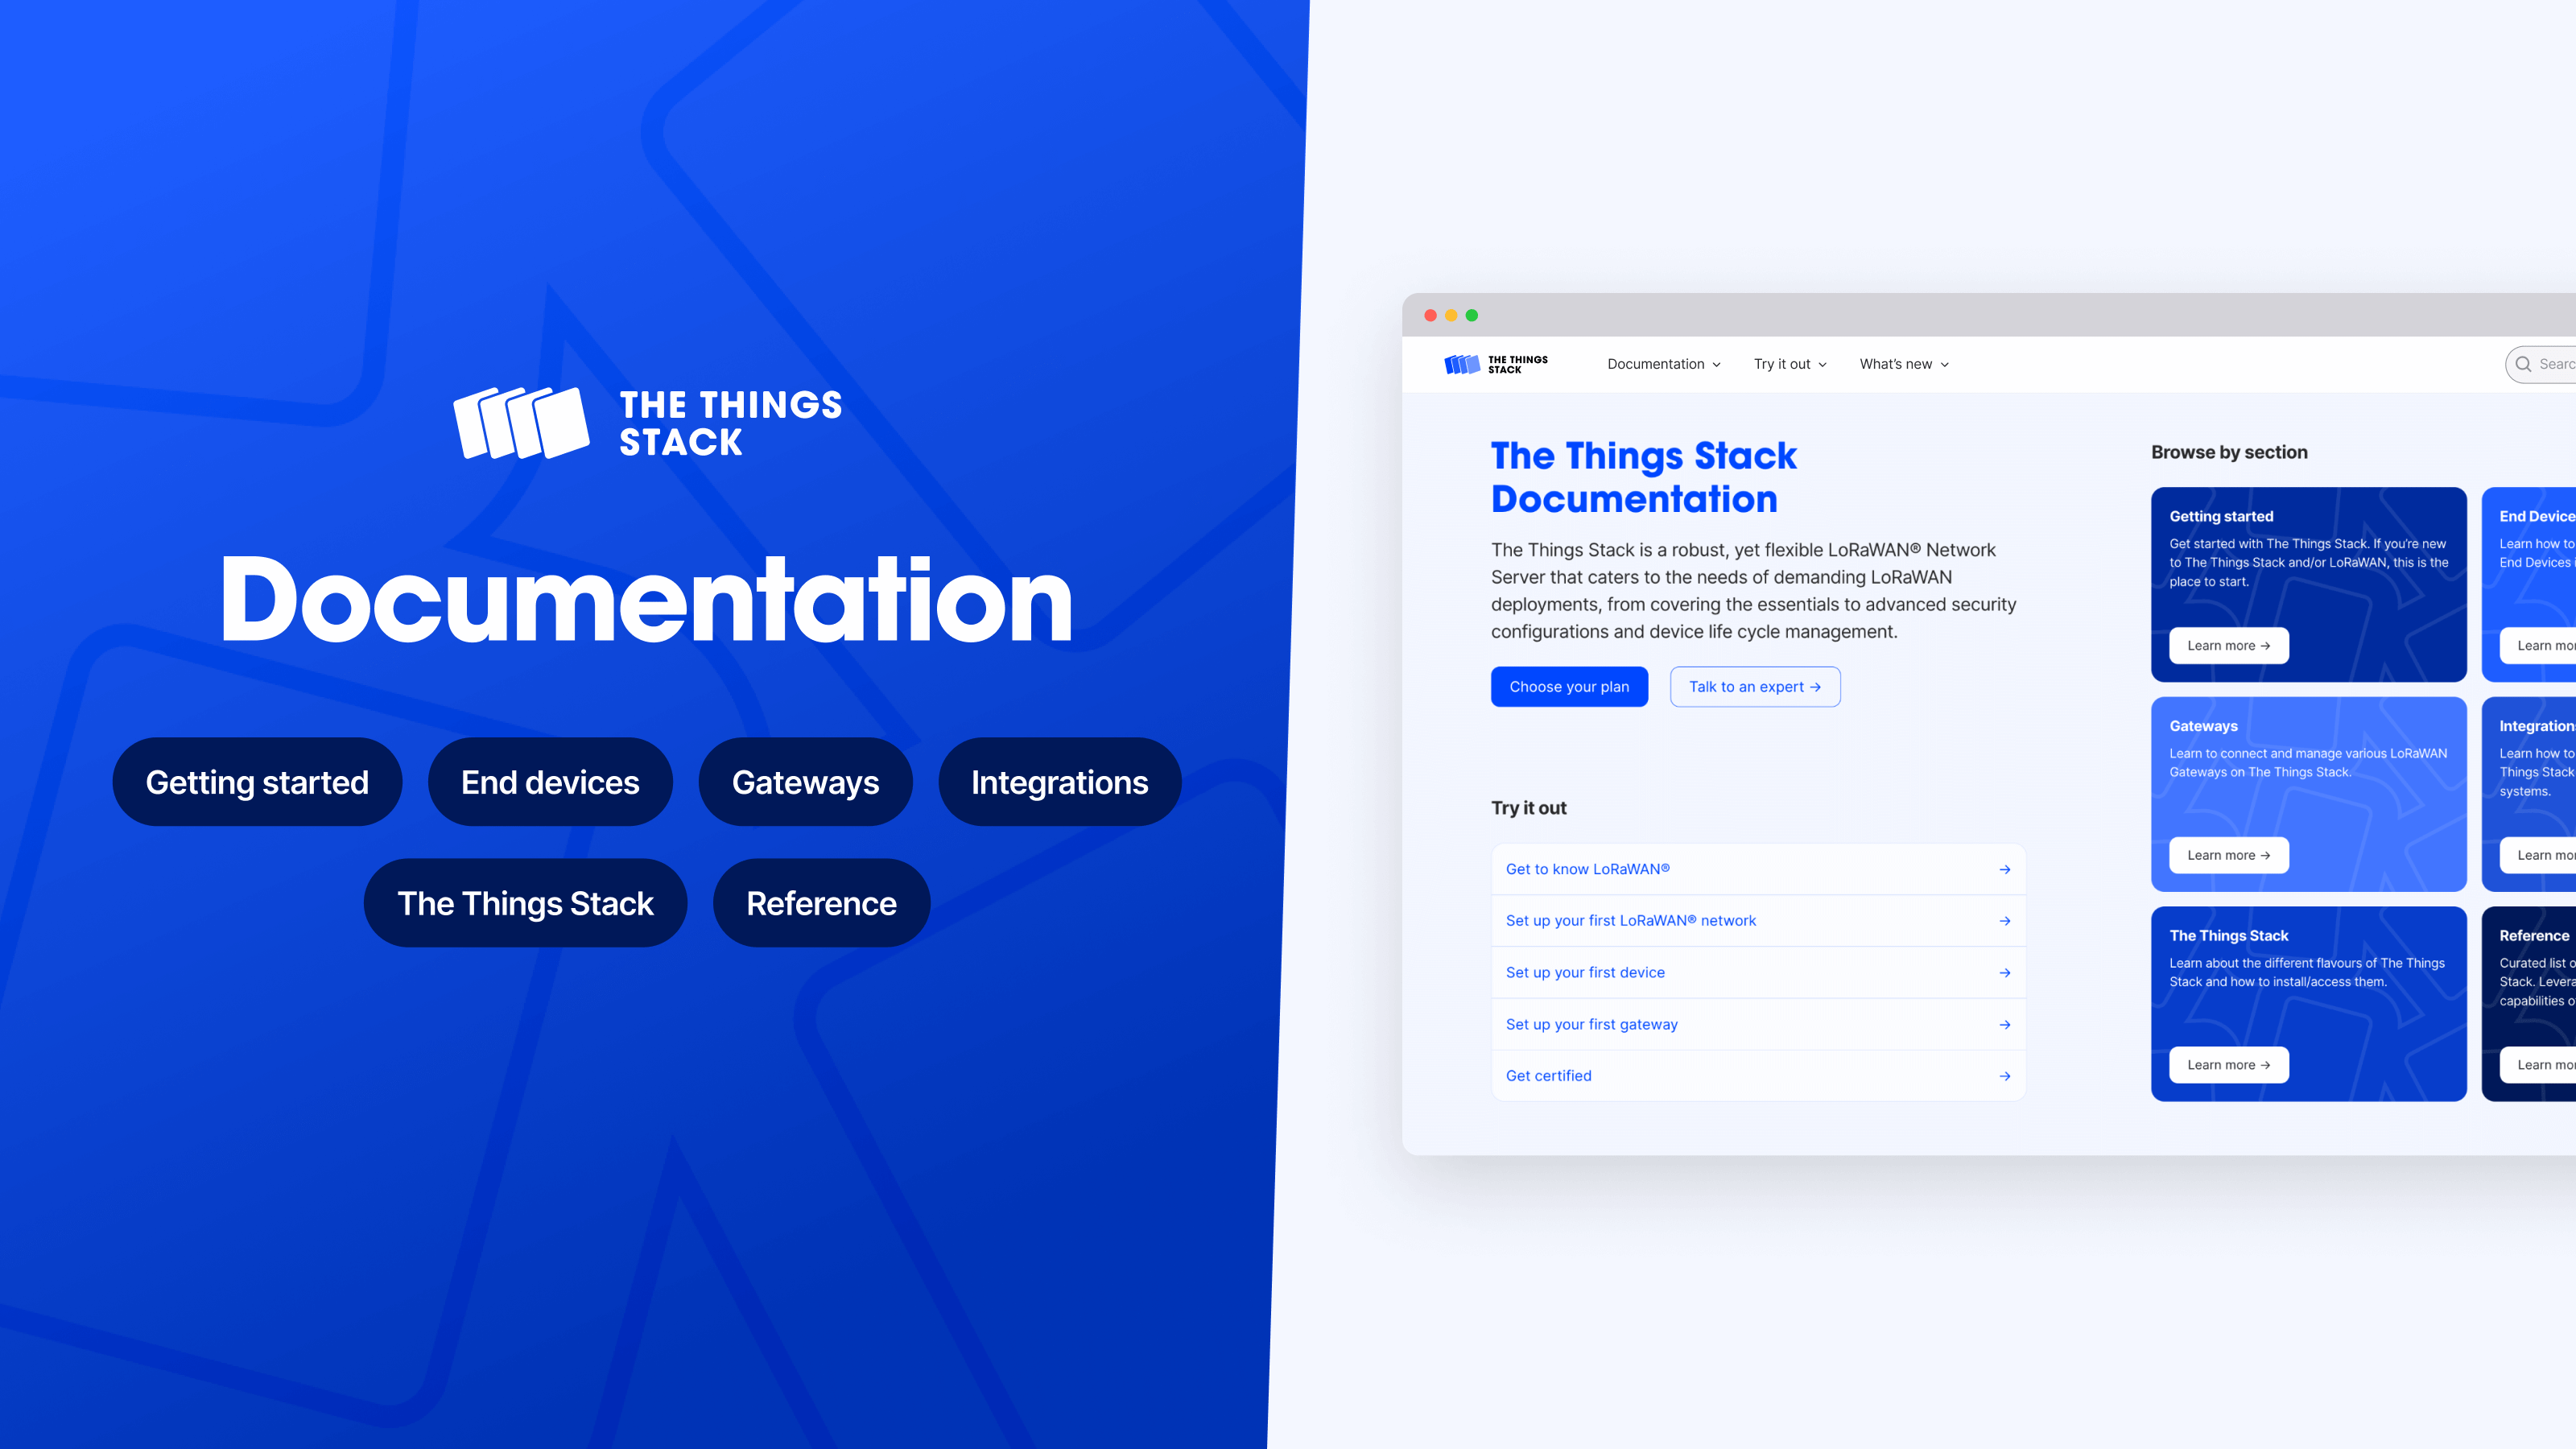 THE THINGS
STACK
Documentation
Getting started
End devices
Gateways
Integrations
The Things Stack
Reference
THE THINGS
STACK
Documentation
Try it out
What's new
The Things Stack
Documentation
The Things Stack is a robust, yet flexible LoRaWAN® Network
Server that caters to the needs of demanding LoRaWAN
deployments, from covering the essentials to advanced security
configurations and device life cycle management.
Choose your plan
Talk to an expert →
Try it out
Get to know LoRaWAN® →
Set up your first LoRaWAN® network →
Set up your first device →
Set up your first gateway →
Get certified →
Browse by section
Getting started
Get started with The Things Stack. If you're new
to The Things Stack and/or LoRaWAN, this is the
place to start.
Learn more →
End Device
Learn how to
End Devices
Learn
Gateways
Learn to connect and manage various LoRaWAN
Gateways on The Things Stack.
Learn more →
Integration
Learn how to
Things Stack
systems.
Learn
The Things Stack
Learn about the different flavours of The Things
Stack and how to install/access them.
Learn more →
Reference
Curated list
Stack.
capabilities
Learn